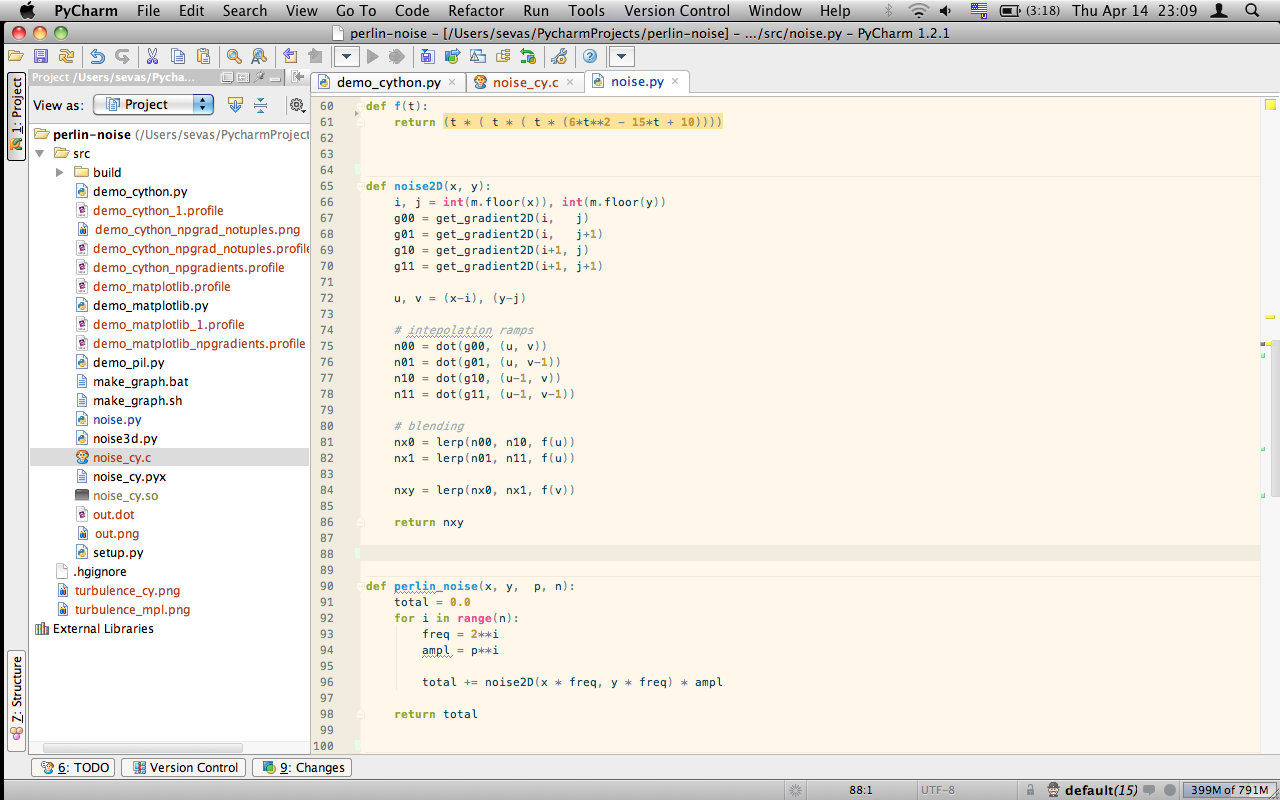 PyCharm File Edit Search View Go To Code Refactor Run Tools Version Control Window Help (3:18) Thu Apr 14 23:09
perlin-noise - [/Users/sevas/PycharmProjects/perlin-noise] - .../src/noise.py - PyCharm 1.2.1
1: Project
Project /Users/sevas/Pycha...
View as: Project
perlin-noise (/Users/sevas/PycharmProject
src
build
demo_cython.py
demo_cython_1.profile
demo_cython_npgrad_notuples.png
demo_cython_npgrad_notuples.profile
demo_cython_npgradients.profile
demo_matplotlib.profile
demo_matplotlib.py
demo_matplotlib_1.profile
demo_matplotlib_npgradients.profile
demo_pil.py
make_graph.bat
make_graph.sh
noise.py
noise3d.py
noise_cy.c
noise_cy.pyx
noise_cy.so
out.dot
out.png
setup.py
.hgignore
turbulence_cy.png
turbulence_mpl.png
External Libraries
7: Structure
demo_cython.py noise_cy.c noise.py
60 def f(t):
61 return (t * ( t * ( t * (6*t**2 - 15*t + 10))))
62
63
64
65 def noise2D(x, y):
66 i, j = int(m.floor(x)), int(m.floor(y))
67 g00 = get_gradient2D(i,   j)
68 g01 = get_gradient2D(i,   j+1)
69 g10 = get_gradient2D(i+1, j)
70 g11 = get_gradient2D(i+1, j+1)
71
72 u, v = (x-i), (y-j)
73
74 # intepolation ramps
75 n00 = dot(g00, (u, v))
76 n01 = dot(g01, (u, v-1))
77 n10 = dot(g10, (u-1, v))
78 n11 = dot(g11, (u-1, v-1))
79
80 # blending
81 nx0 = lerp(n00, n10, f(u))
82 nx1 = lerp(n01, n11, f(u))
83
84 nxy = lerp(nx0, nx1, f(v))
85
86 return nxy
87
88
89
90 def perlin_noise(x, y,  p, n):
91 total = 0.0
92 for i in range(n):
93 freq = 2**i
94 ampl = p**i
95
96 total += noise2D(x * freq, y * freq) * ampl
97
98 return total
99
100
6: TODO Version Control 9: Changes
88:1 UTF-8 default(15) 399M of 791M